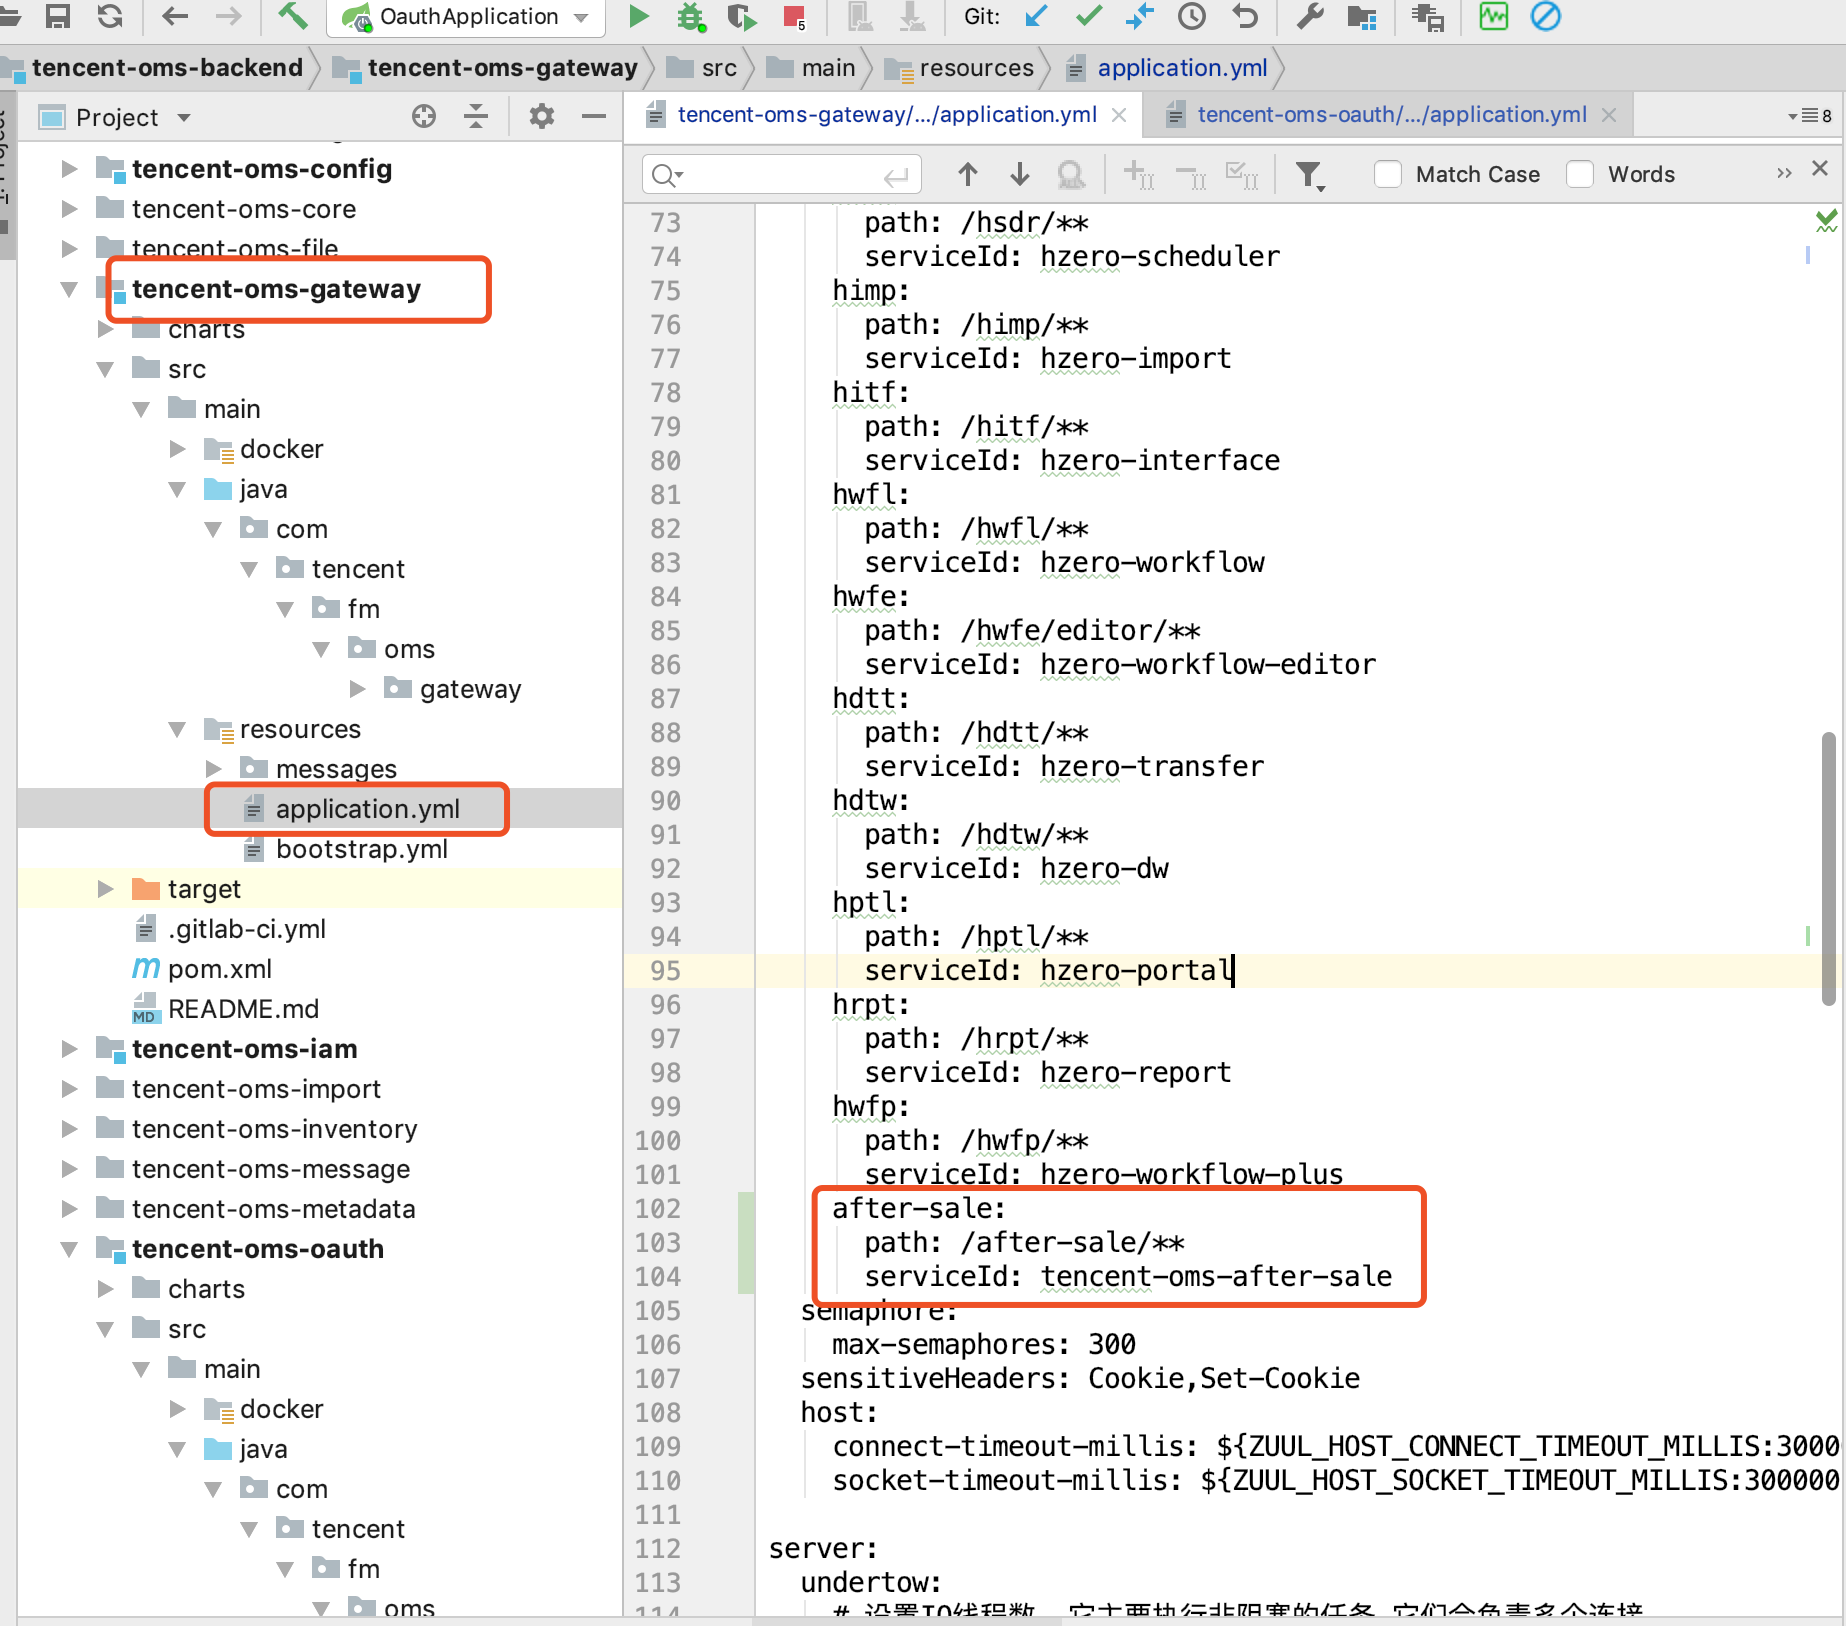 OauthApplication
5
Git:
tencent-oms-backend
tencent-oms-gateway
src
main
resources
application.yml
Project
tencent-oms-gateway/.../application.yml
tencent-oms-oauth/.../application.yml
8
Match Case
Words
tencent-oms-config
tencent-oms-core
tencent-oms-file
tencent-oms-gateway
charts
src
main
docker
java
com
tencent
fm
oms
gateway
resources
messages
application.yml
bootstrap.yml
target
.gitlab-ci.yml
pom.xml
README.md
tencent-oms-iam
tencent-oms-import
tencent-oms-inventory
tencent-oms-message
tencent-oms-metadata
tencent-oms-oauth
charts
src
main
docker
java
com
tencent
fm
oms
73 path: /hsdr/**
74 serviceId: hzero-scheduler
75 himp:
76 path: /himp/**
77 serviceId: hzero-import
78 hitf:
79 path: /hitf/**
80 serviceId: hzero-interface
81 hwfl:
82 path: /hwfl/**
83 serviceId: hzero-workflow
84 hwfe:
85 path: /hwfe/editor/**
86 serviceId: hzero-workflow-editor
87 hdtt:
88 path: /hdtt/**
89 serviceId: hzero-transfer
90 hdtw:
91 path: /hdtw/**
92 serviceId: hzero-dw
93 hptl:
94 path: /hptl/**
95 serviceId: hzero-portal
96 hrpt:
97 path: /hrpt/**
98 serviceId: hzero-report
99 hwfp:
100 path: /hwfp/**
101 serviceId: hzero-workflow-plus
102 after-sale:
103 path: /after-sale/**
104 serviceId: tencent-oms-after-sale
105 semaphore:
106 max-semaphores: 300
107 sensitiveHeaders: Cookie,Set-Cookie
108 host:
109 connect-timeout-millis: ${ZUUL_HOST_CONNECT_TIMEOUT_MILLIS:3000
110 socket-timeout-millis: ${ZUUL_HOST_SOCKET_TIMEOUT_MILLIS:300000
111
112 server:
113 undertow:
114 # 设置IO线程数, 它主要执行非阻塞的任务,它们会负责多个连接